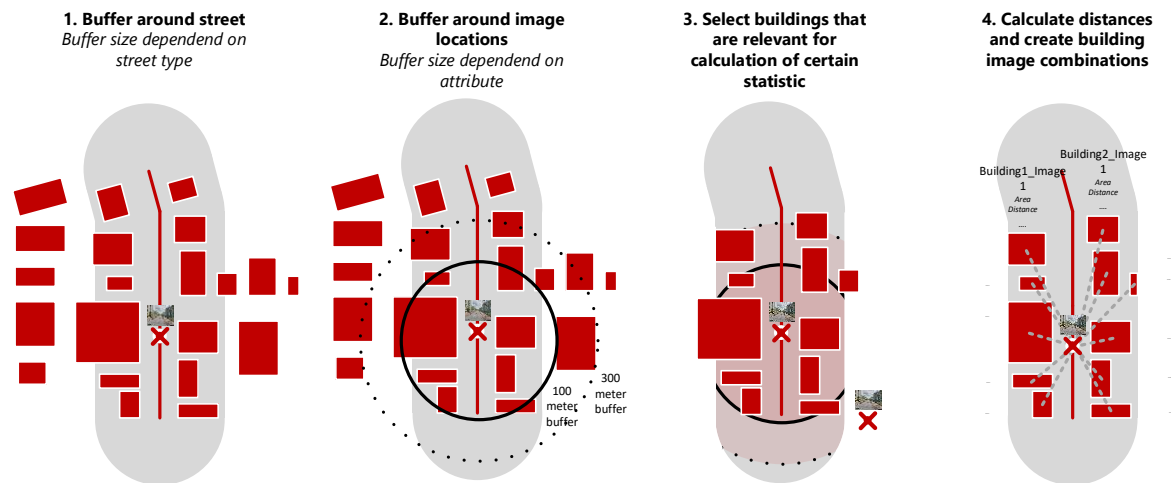 1. Buffer around street
Buffer size dependend on
street type
2. Buffer around image
locations
Buffer size dependend on
attribute
3. Select buildings that
are relevant for
calculation of certain
statistic
4. Calculate distances
and create building
image combinations
100
meter
buffer
300
meter
buffer
Building1_Image
1
Area
Distance
....
Building2_Image
1
Area
Distance
....